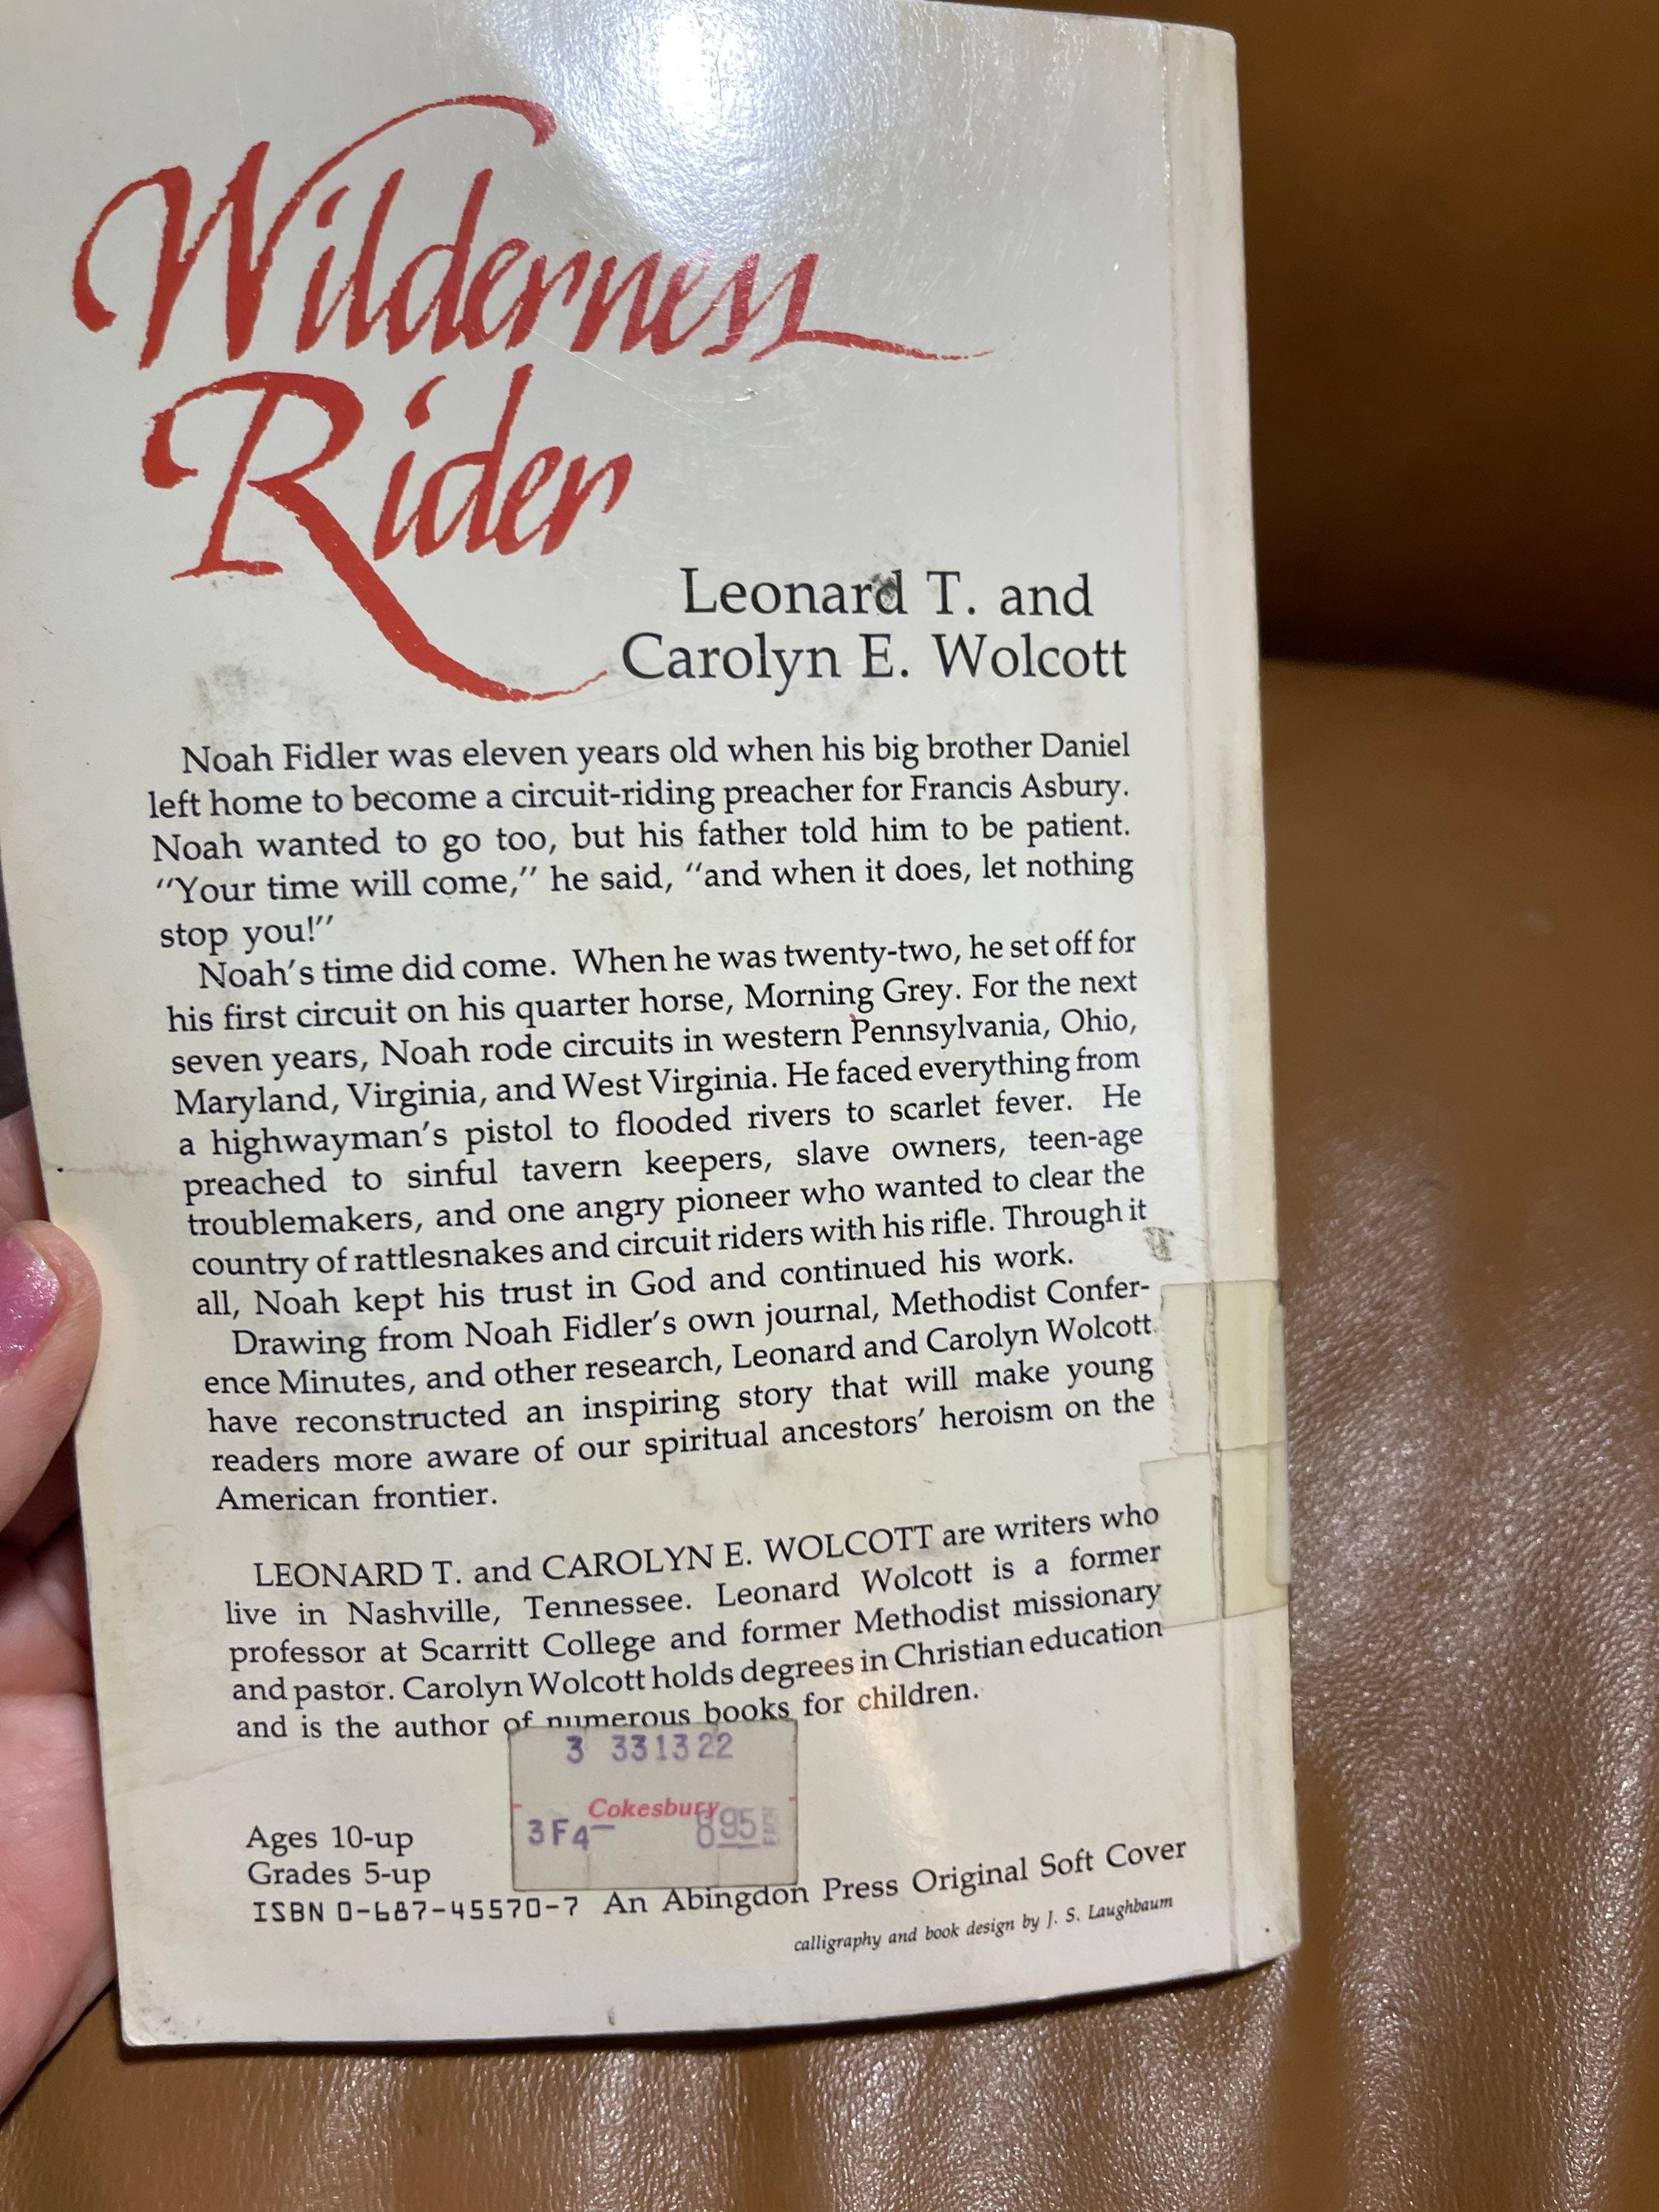 Wilderness
Rider
Leonard T. and
Carolyn E. Wolcott
Noah Fidler was eleven years old when his big brother Daniel
left home to become a circuit-riding preacher for Francis Asbury.
Noah wanted to go too, but his father told him to be patient.
“Your time will come,” he said, “and when it does, let nothing
stop you!”
Noah's time did come. When he was twenty-two, he set off for
his first circuit on his quarter horse, Morning Grey. For the next
seven years, Noah rode circuits in western Pennsylvania, Ohio,
Maryland, Virginia, and West Virginia. He faced everything from
a highwayman's pistol to flooded rivers to scarlet fever. He
preached to sinful tavern keepers, slave owners, teen-age
troublemakers, and one angry pioneer who wanted to clear the
country of rattlesnakes and circuit riders with his rifle. Through it
all, Noah kept his trust in God and continued his work.
Drawing from Noah Fidler's own journal, Methodist Confer-
ence Minutes, and other research, Leonard and Carolyn Wolcott
have reconstructed an inspiring story that will make young
readers more aware of our spiritual ancestors' heroism on the
American frontier.
LEONARD T. and CAROLYN E. WOLCOTT are writers who
live in Nashville, Tennessee. Leonard Wolcott is a former
professor at Scarritt College and former Methodist missionary
and pastor. Carolyn Wolcott holds degrees in Christian education
and is the author of numerous books for children.
3 331322
Cokesbury
3F4— 895
Ages 10-up
Grades 5-up
ISBN 0-687-45570-7 An Abingdon Press Original Soft Cover
calligraphy and book design by J. S. Laughbaum